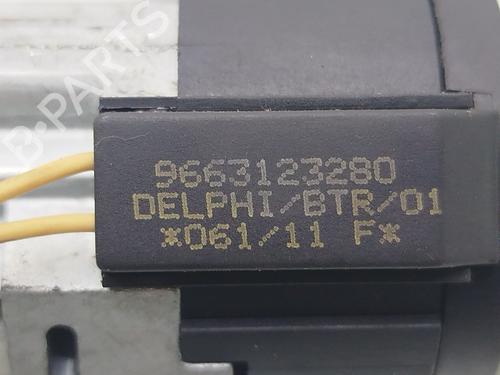 B-PARTS
9663123280
DELPHI/BTR/01
*061/11 F*